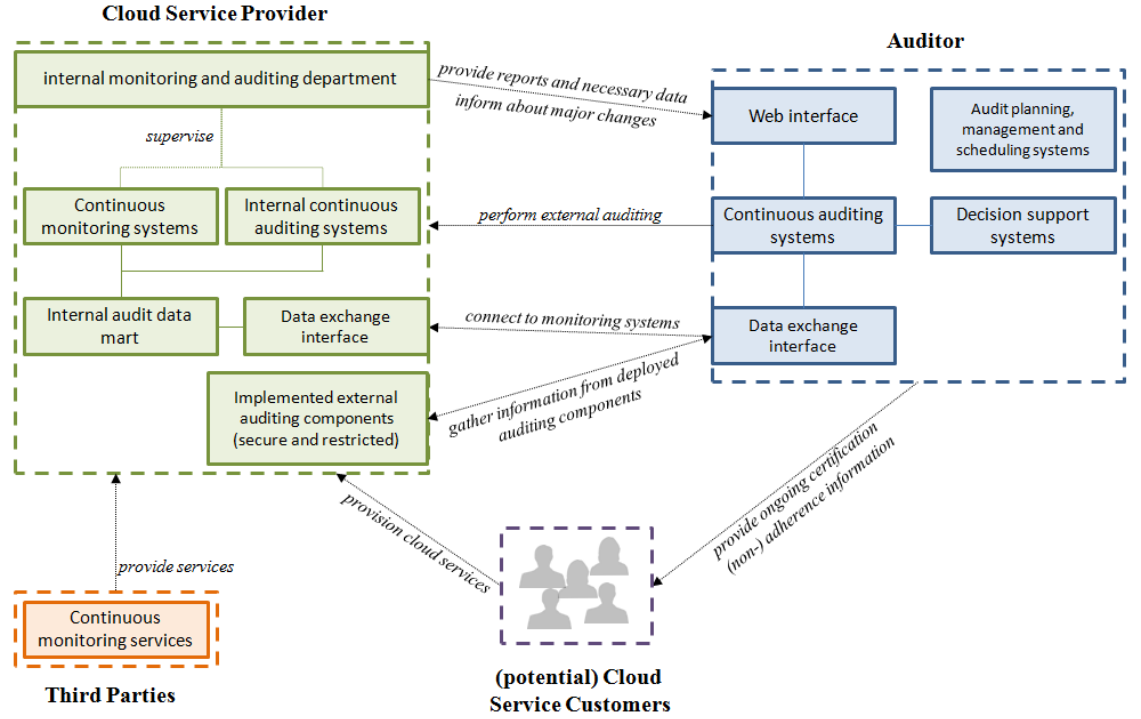 Cloud Service Provider
internal monitoring and auditing department
supervise
Continuous
monitoring systems
Internal continuous
auditing systems
Internal audit data
mart
Data exchange
interface
Implemented external
auditing components
(secure and restricted)
provide reports and necessary data
inform about major changes
perform external auditing
connect to monitoring systems
gather information from deployed
auditing components
Auditor
Web interface
Audit planning,
management and
scheduling systems
Continuous auditing
systems
Decision support
systems
Data exchange
interface
provide ongoing certification
(non-) adherence information
provision cloud services
provide services
Continuous
monitoring services
Third Parties
(potential) Cloud
Service Customers